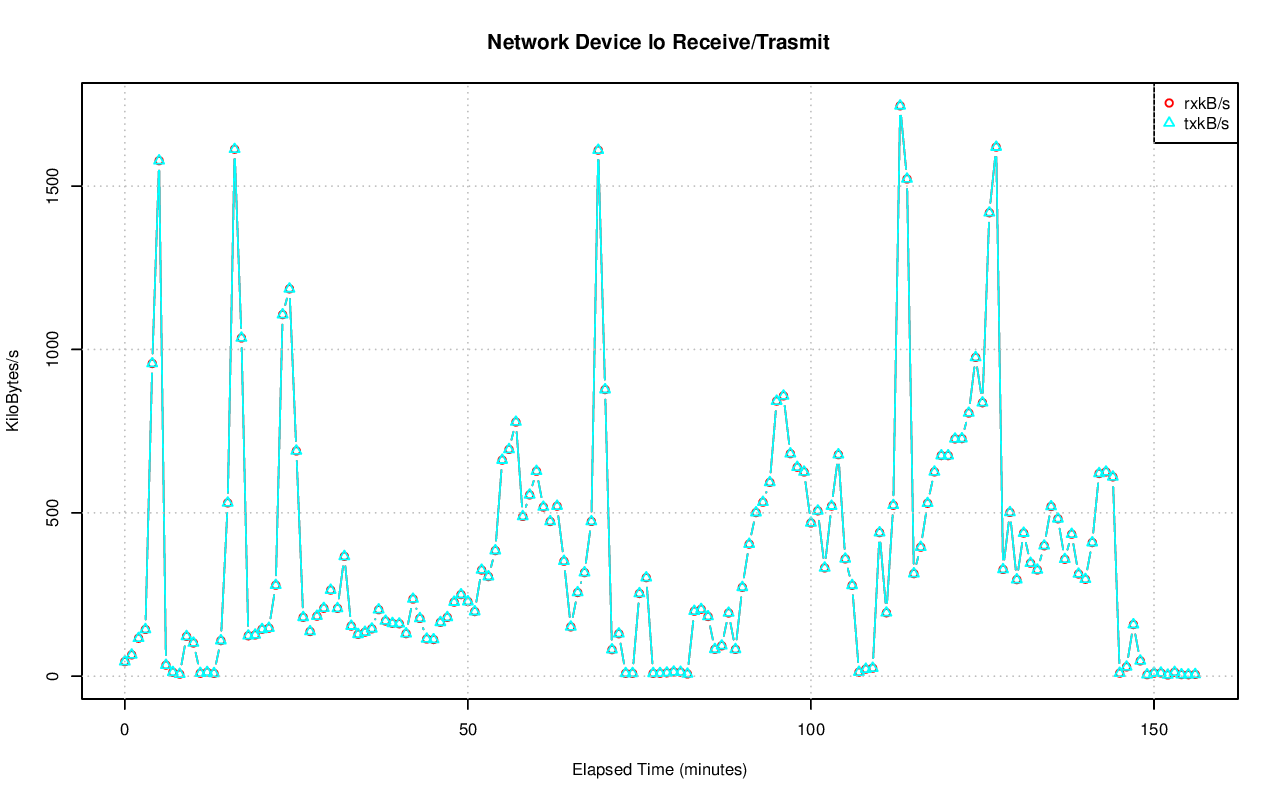 Network Device lo Receive/Trasmit
rxkB/s
txkB/s
KiloBytes/s
1500
1000
500
0
0 50 100 150
Elapsed Time (minutes)